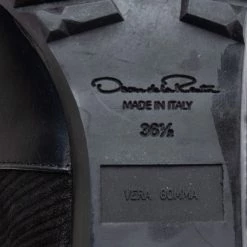 Oscar de la Renta
MADE IN ITALY
36½
VERA GOMMA